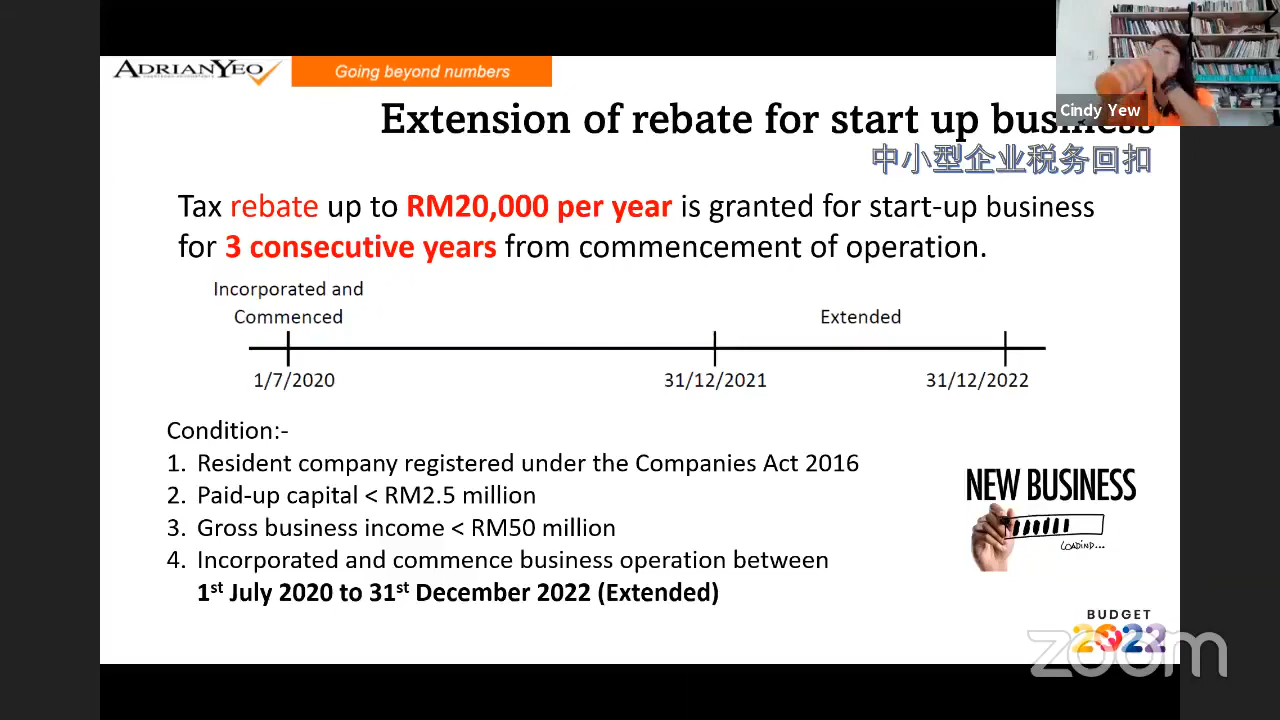 ADRIANYEO
Going beyond numbers
Cindy Yew
Extension of rebate for start up business
中小型企业税务回扣
Tax rebate up to RM20,000 per year is granted for start-up business
for 3 consecutive years from commencement of operation.
Incorporated and
Commenced
Extended
1/7/2020
31/12/2021
31/12/2022
Condition:-
1. Resident company registered under the Companies Act 2016
2. Paid-up capital < RM2.5 million
3. Gross business income < RM50 million
4. Incorporated and commence business operation between
1st July 2020 to 31st December 2022 (Extended)
NEW BUSINESS
LOADING...
BUDGET
2022
zoom